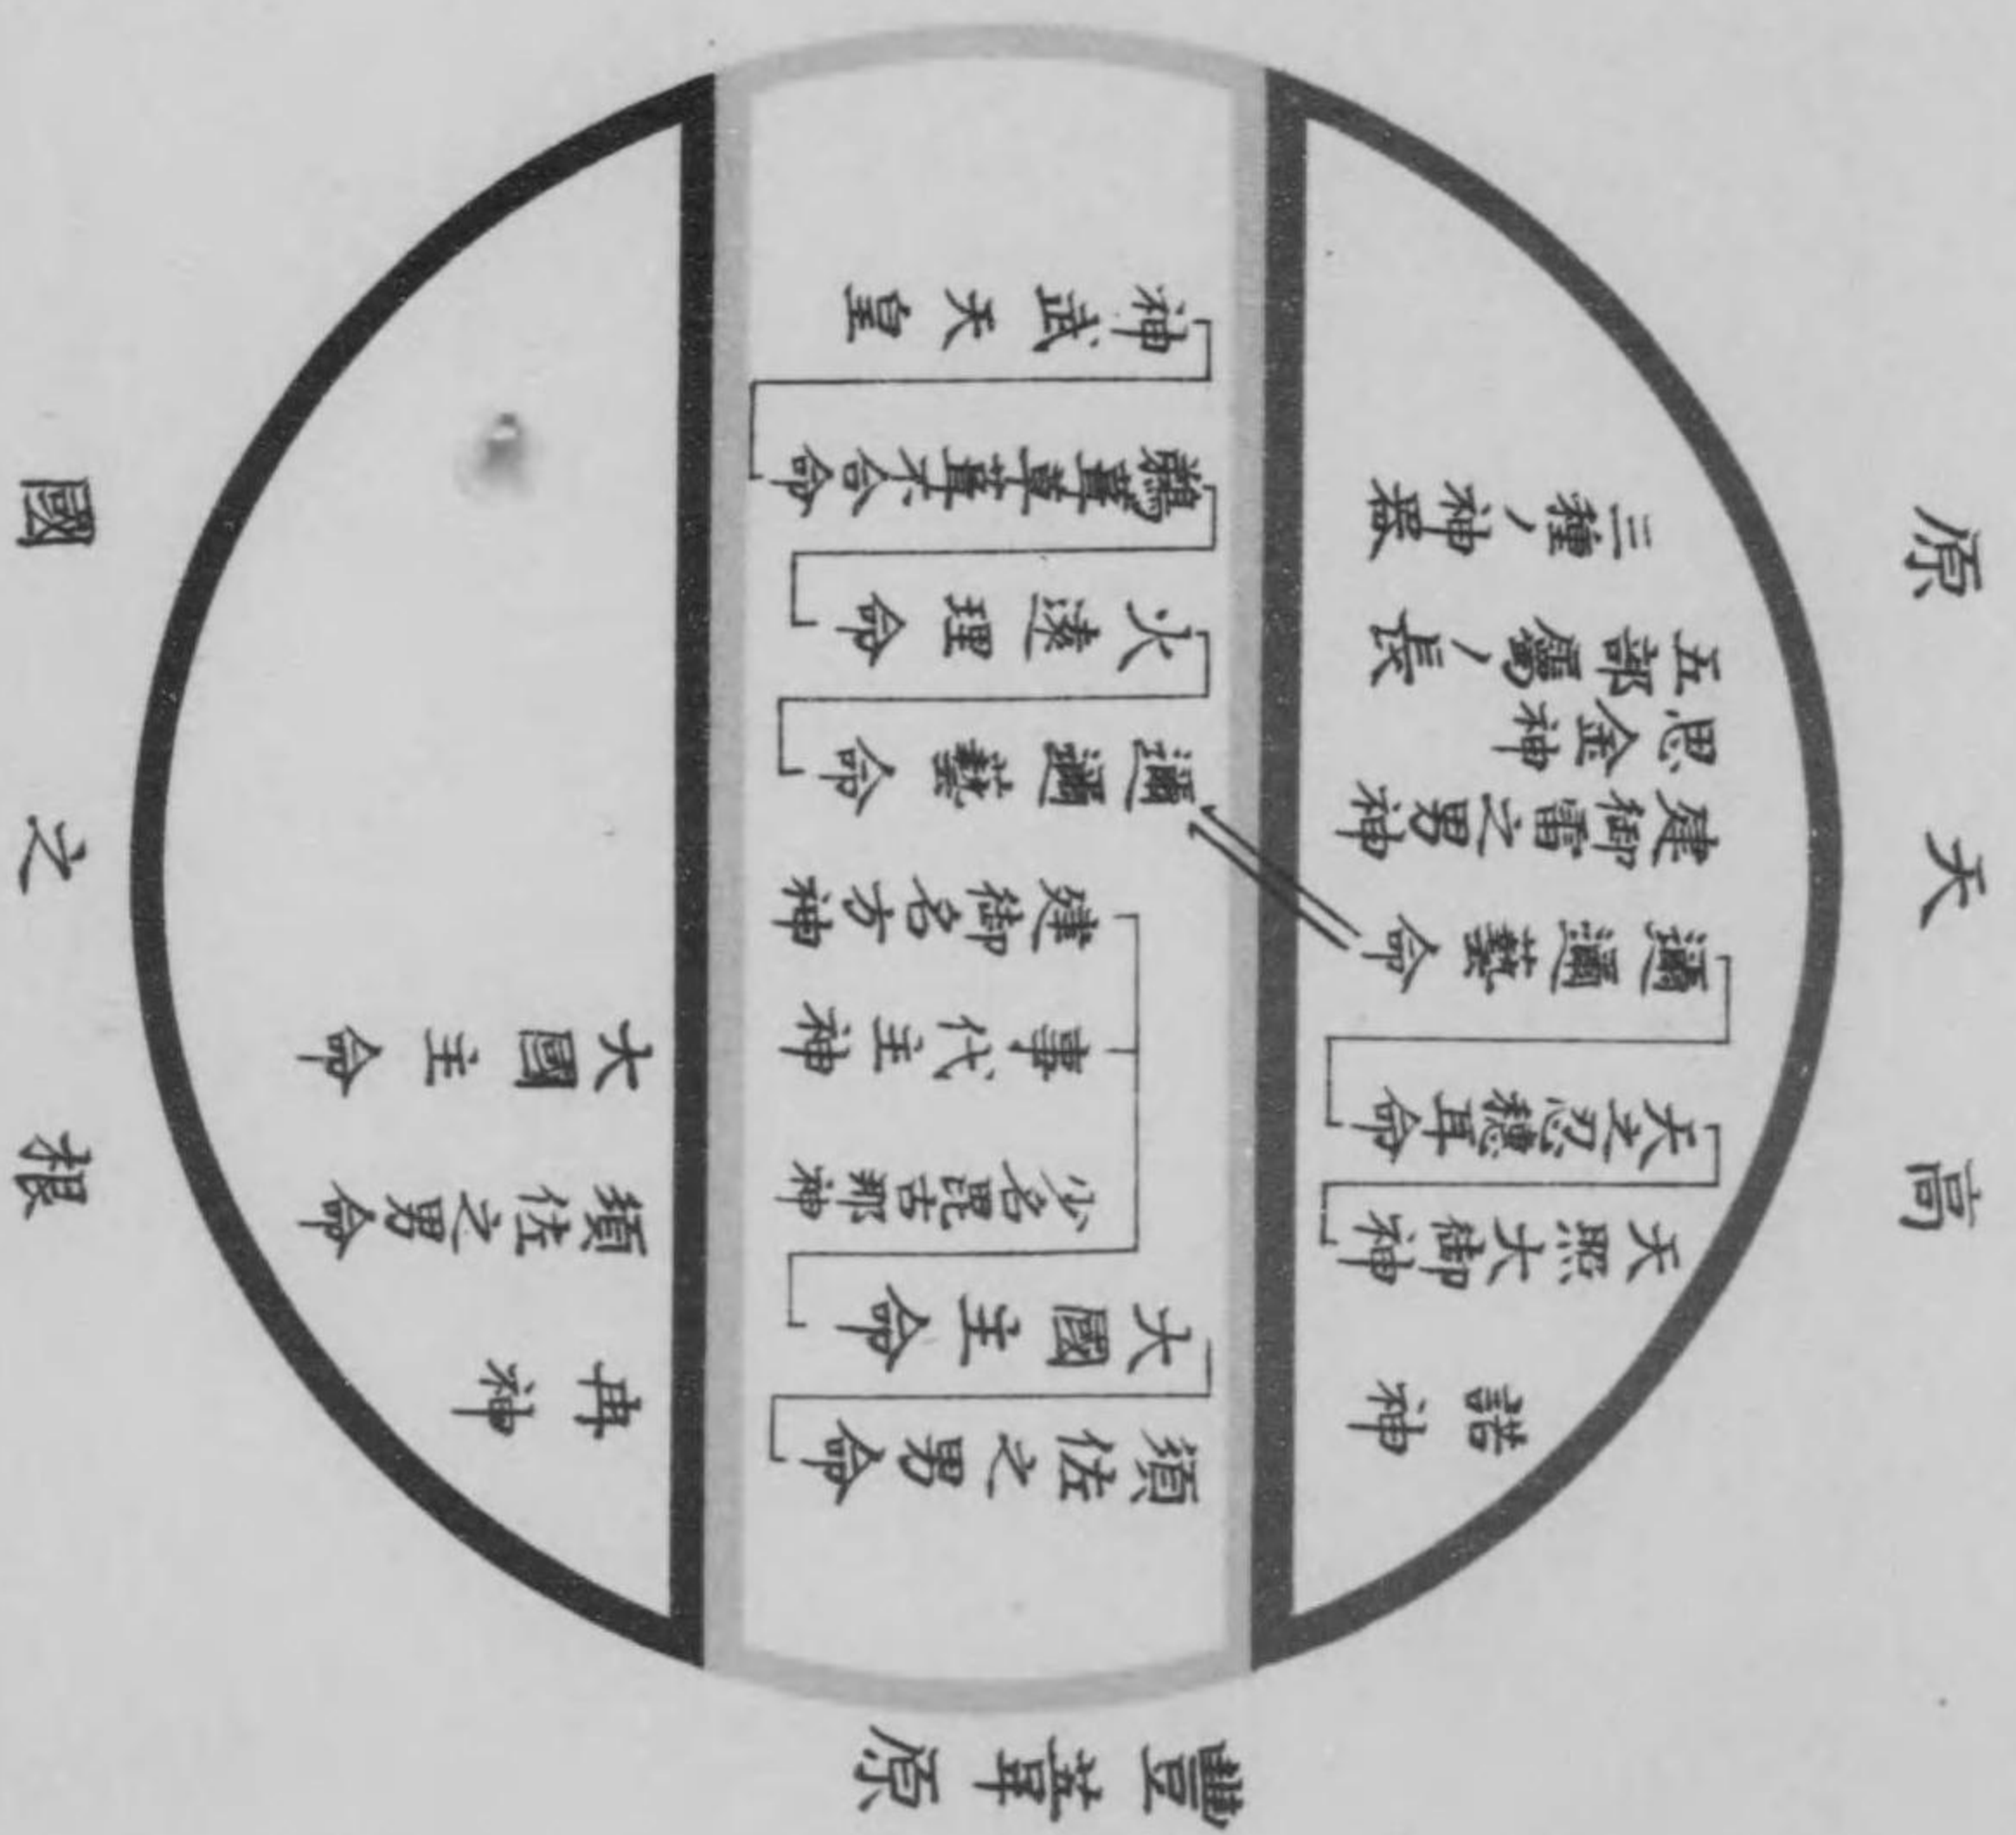 高天原
諾神
天照大御神
天之忍穗耳命
邇邇藝命
建御雷之男神
思金神
五部屬ノ長
三種ノ神器
豐葦原
須佐之男命
大國主命
少名毘古那神
事代主神
建御名方神
邇邇藝命
火遠理命
鵜葺草葺不合命
神武天皇
冉神
須佐之男命
大國主命
根之國